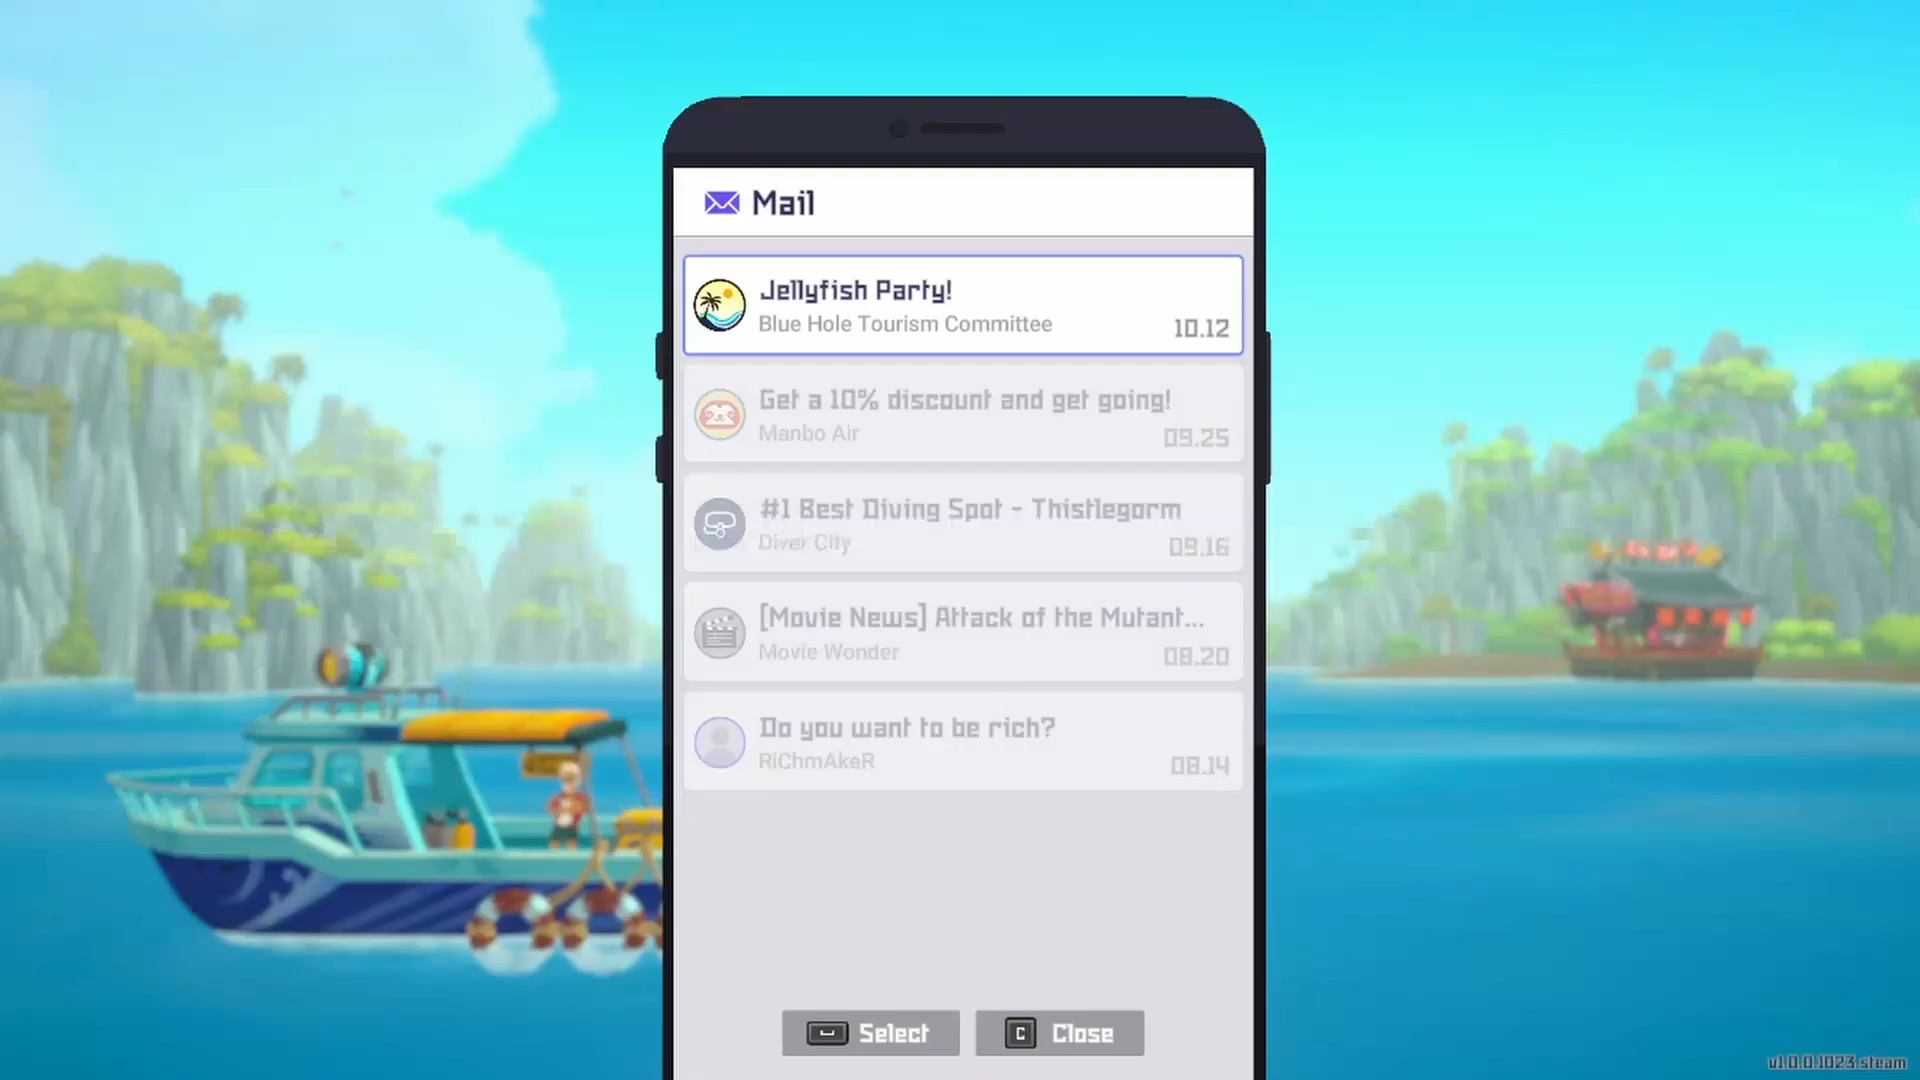 Mail
Jellyfish Party!
Blue Hole Tourism Committee
10.12
Get a 10% discount and get going!
Manbo Air
09.25
#1 Best Diving Spot - Thistlegorm
Diver City
09.16
[Movie News] Attack of the Mutant...
Movie Wonder
08.20
Do you want to be rich?
RiChmAkeR
08.14
Select
C Close
v1.0.0.1023.steam